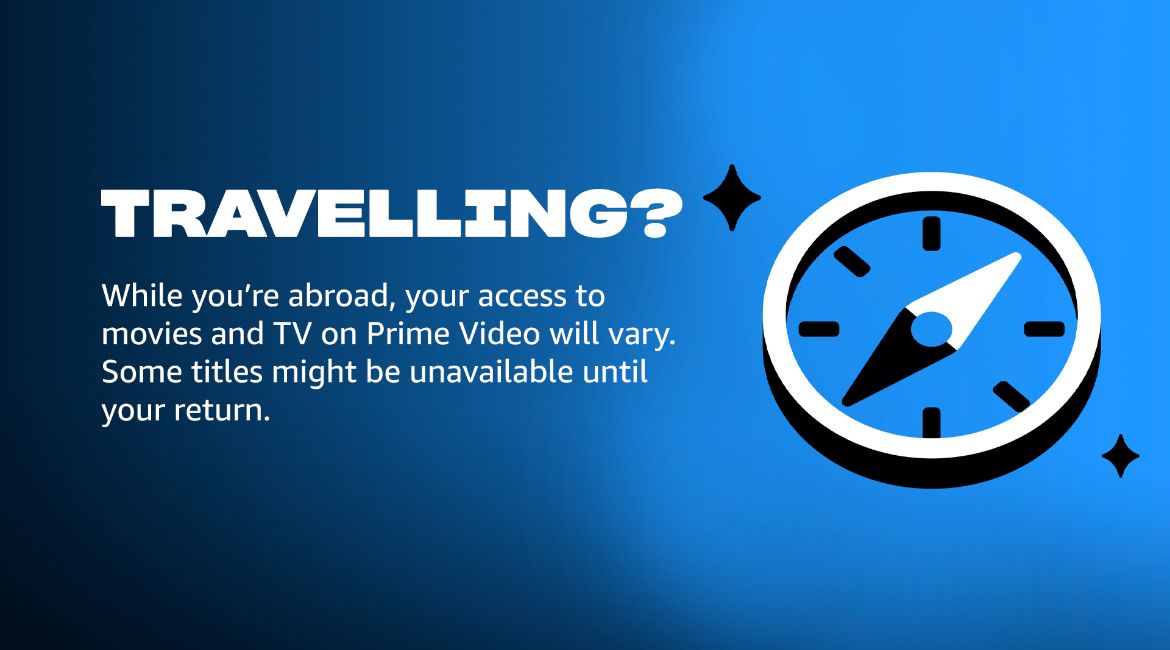 TRAVELLING?
While you’re abroad, your access to
movies and TV on Prime Video will vary.
Some titles might be unavailable until
your return.